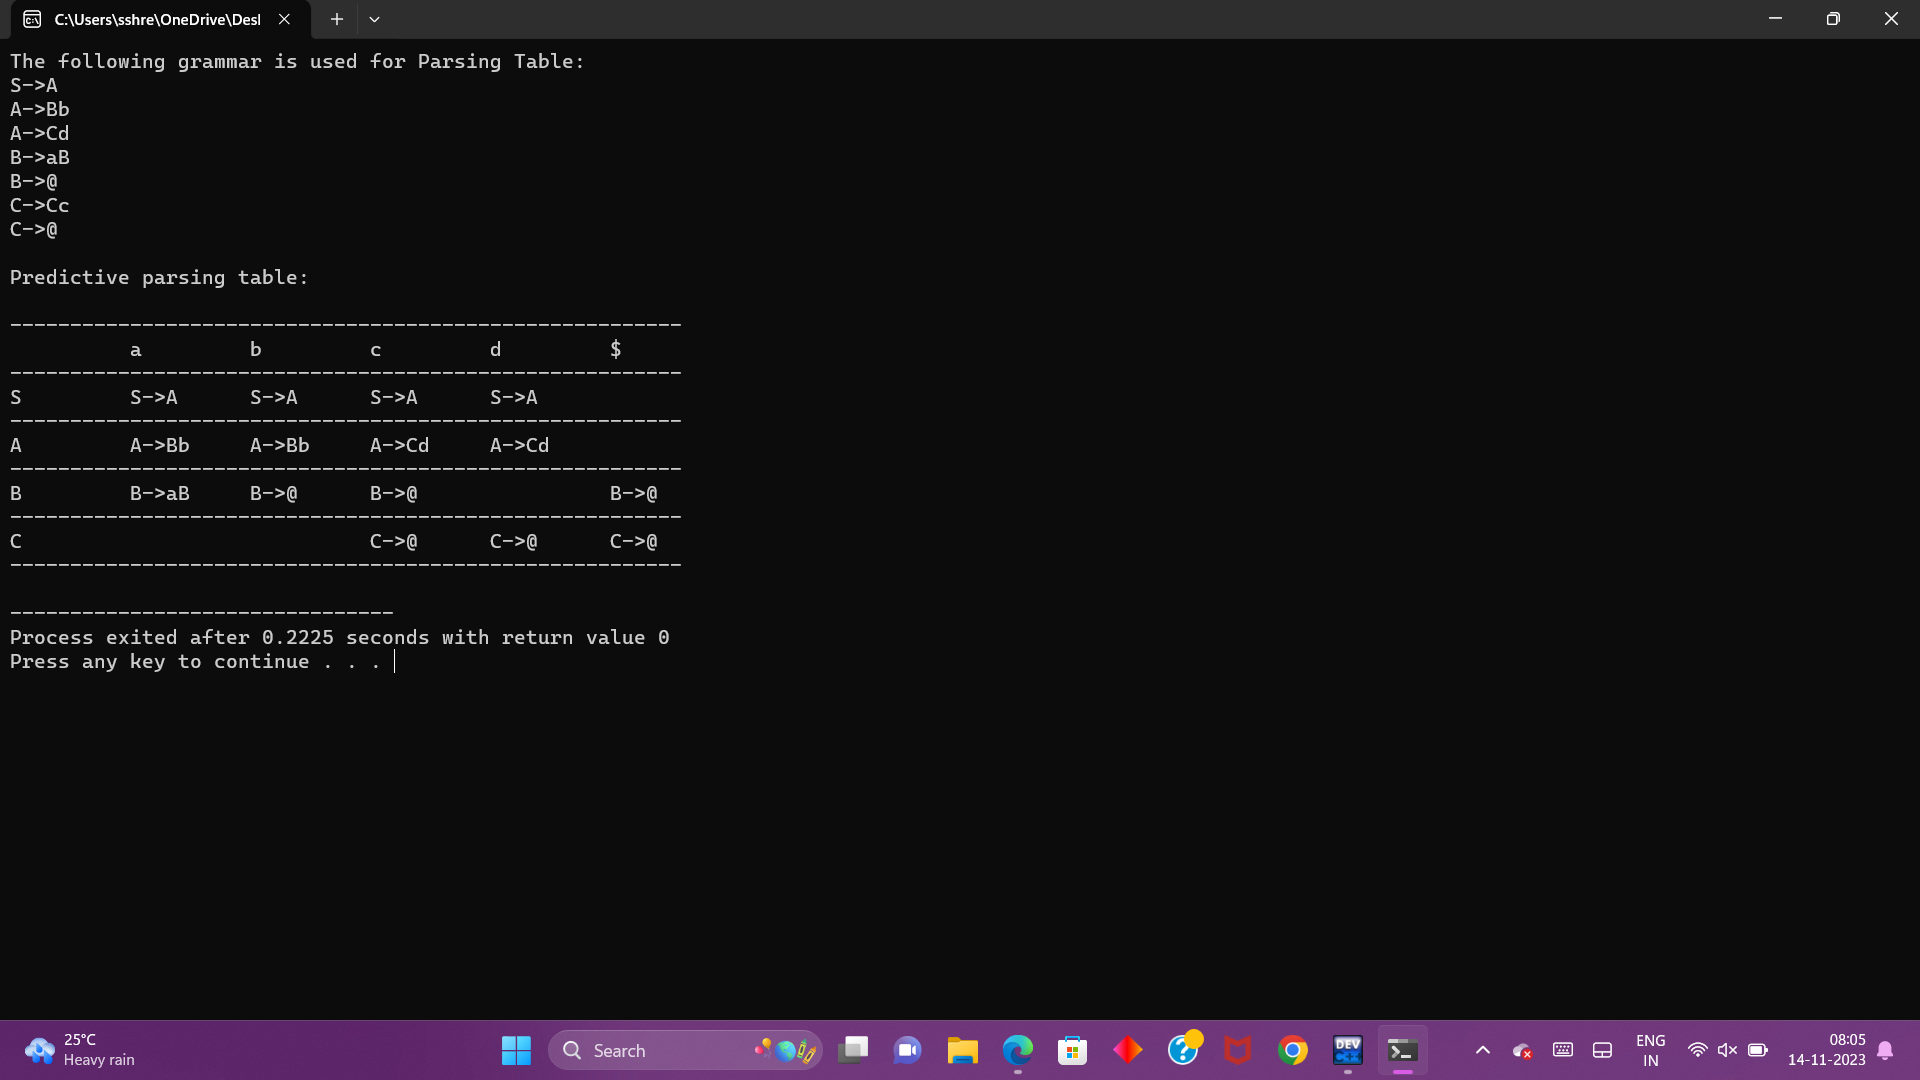 C:\Users\sshre\OneDrive\Desl
The following grammar is used for Parsing Table:
S->A
A->Bb
A->Cd
B->aB
B->@
C->Cc
C->@
Predictive parsing table:
--------------------------------------------------------
a b c d $
--------------------------------------------------------
S S->A S->A S->A S->A
--------------------------------------------------------
A A->Bb A->Bb A->Cd A->Cd
--------------------------------------------------------
B B->aB B->@ B->@ B->@
--------------------------------------------------------
C C->@ C->@ C->@
--------------------------------------------------------
--------------------------------
Process exited after 0.2225 seconds with return value 0
Press any key to continue . . .
25°C
Heavy rain
Search
DEV
C++
ENG
IN
08:05
14-11-2023